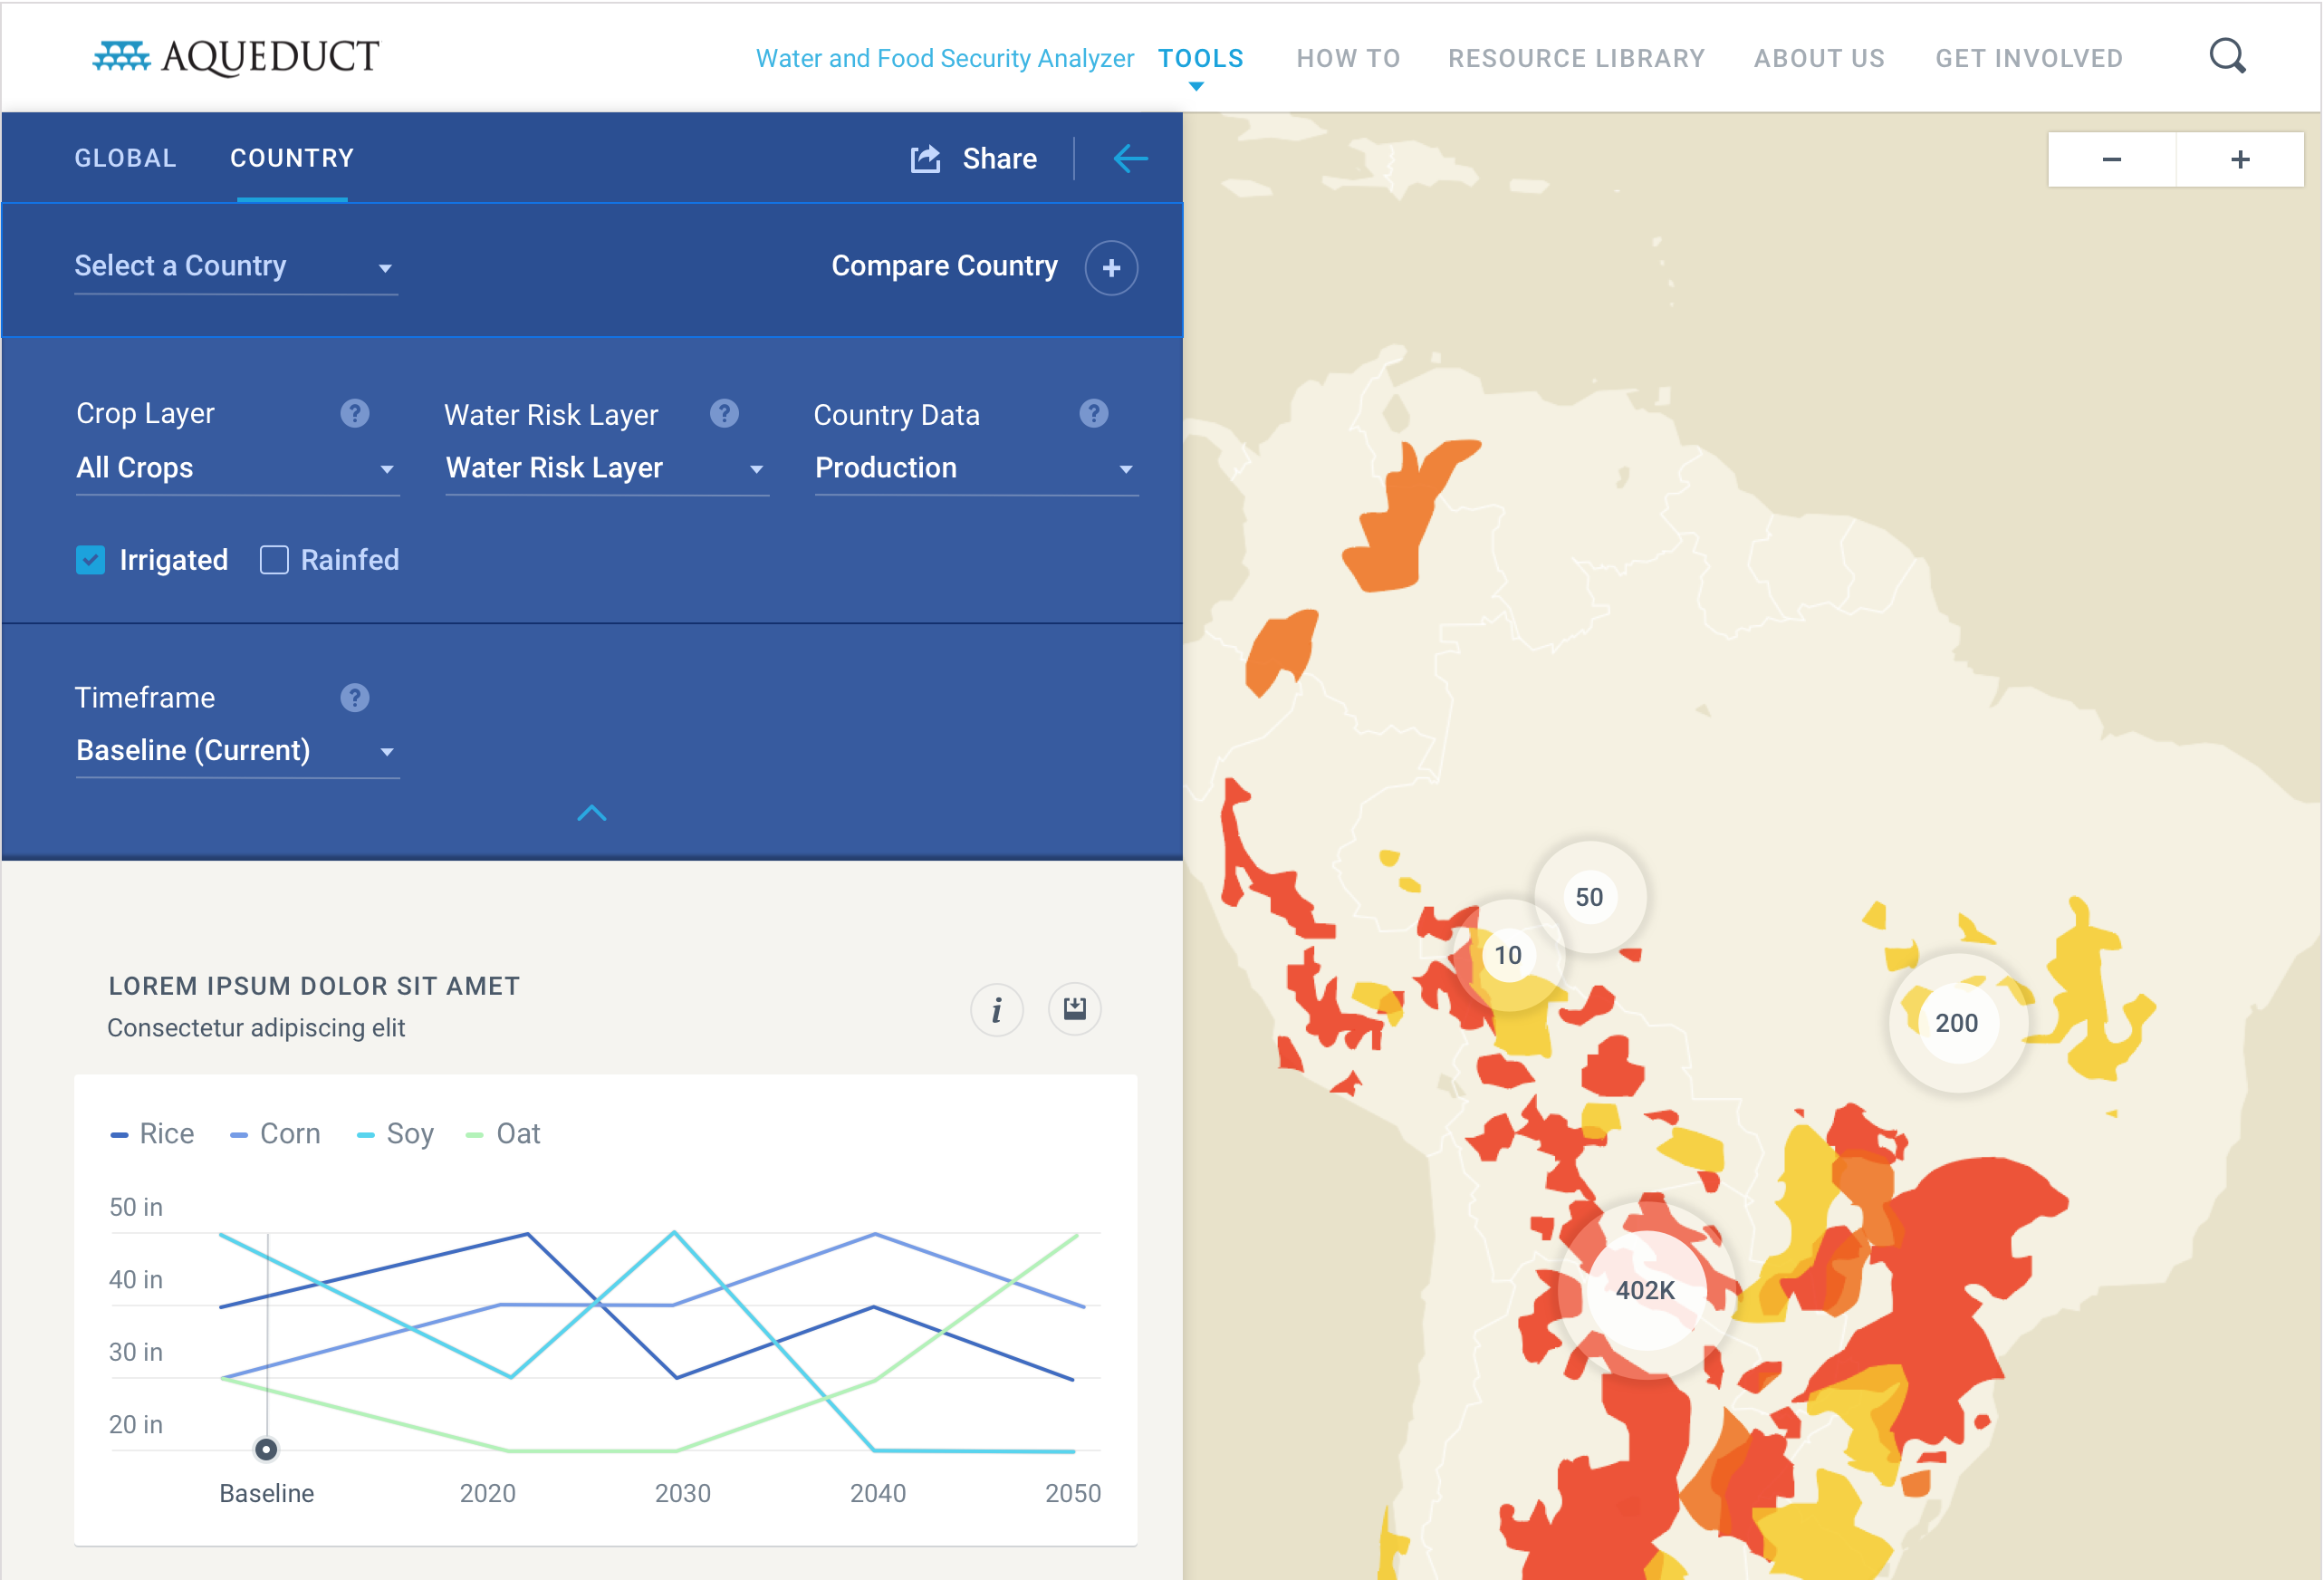 AQUEDUCT
Water and Food Security Analyzer TOOLS HOW TO RESOURCE LIBRARY ABOUT US GET INVOLVED
GLOBAL COUNTRY Share
− +
Select a Country Compare Country +
Crop Layer ? Water Risk Layer ? Country Data ?
All Crops Water Risk Layer Production
Irrigated Rainfed
Timeframe ?
Baseline (Current)
50
10
200
402K
LOREM IPSUM DOLOR SIT AMET
Consectetur adipiscing elit
i
Rice Corn Soy Oat
50 in
40 in
30 in
20 in
Baseline 2020 2030 2040 2050